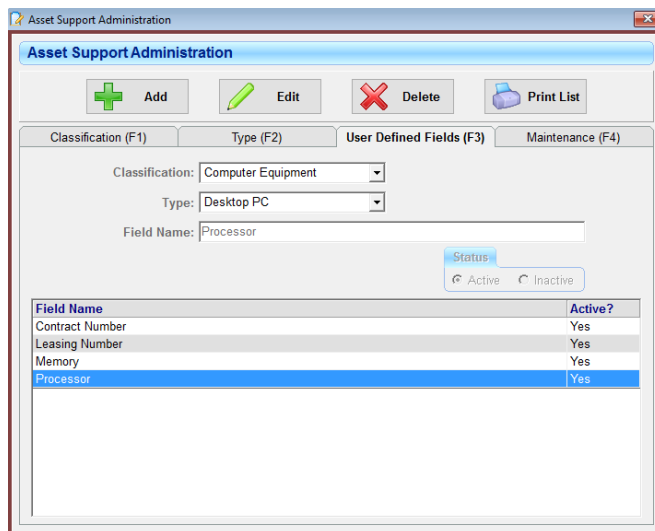 Asset Support Administration
Asset Support Administration
Add Edit Delete Print List
Classification (F1) Type (F2) User Defined Fields (F3) Maintenance (F4)
Classification: Computer Equipment
Type: Desktop PC
Field Name: Processor
Status
Active Inactive
Field Name Active?
Contract Number Yes
Leasing Number Yes
Memory Yes
Processor Yes